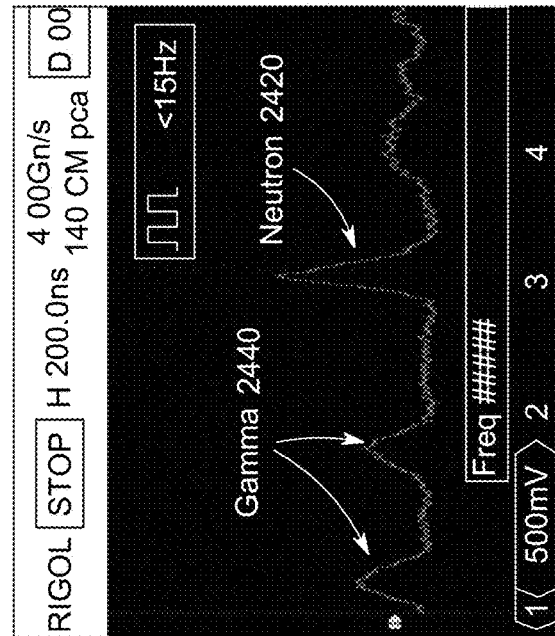 RIGOL STOP H 200.0ns 4 00Gn/s
140 CM pca D 00
<15Hz
Gamma 2440
Neutron 2420
Freq #####
1 500mV 2 3 4